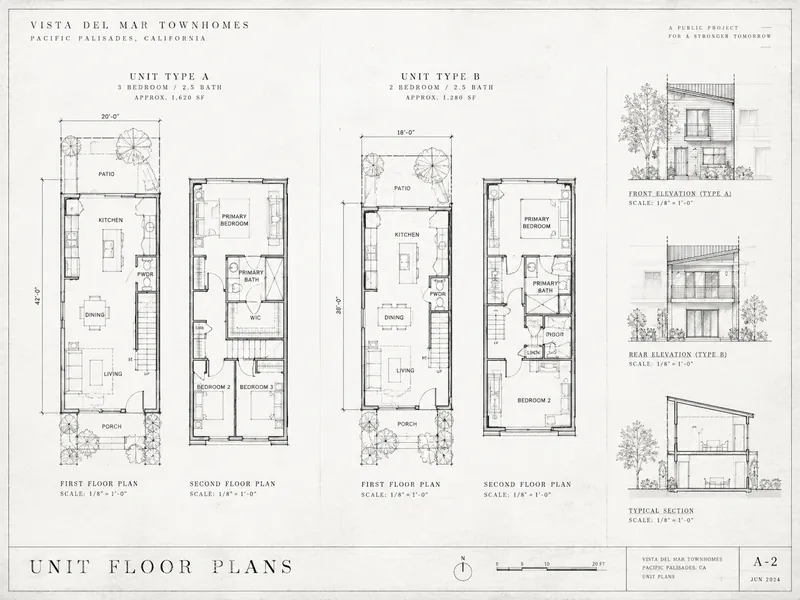 VISTA DEL MAR TOWNHOMES
PACIFIC PALISADES, CALIFORNIA
A PUBLIC PROJECT
FOR A STRONGER TOMORROW
UNIT TYPE A
3 BEDROOM / 2.5 BATH
APPROX. 1,620 SF
20'-0"
42'-0"
PATIO
KITCHEN
PWDR
DINING
LIVING
PORCH
FIRST FLOOR PLAN
SCALE: 1/8" = 1'-0"
PRIMARY
BEDROOM
PRIMARY
BATH
WIC
BEDROOM 2
BEDROOM 3
SECOND FLOOR PLAN
SCALE: 1/8" = 1'-0"
UNIT TYPE B
2 BEDROOM / 2.5 BATH
APPROX. 1,280 SF
18'-0"
38'-0"
PATIO
KITCHEN
PWDR
DINING
LIVING
PORCH
FIRST FLOOR PLAN
SCALE: 1/8" = 1'-0"
PRIMARY
BEDROOM
PRIMARY
BATH
LINEN
BEDROOM 2
SECOND FLOOR PLAN
SCALE: 1/8" = 1'-0"
FRONT ELEVATION (TYPE A)
SCALE: 1/8" = 1'-0"
REAR ELEVATION (TYPE B)
SCALE: 1/8" = 1'-0"
TYPICAL SECTION
SCALE: 1/8" = 1'-0"
UNIT FLOOR PLANS
N
0 5 10 20 FT
VISTA DEL MAR TOWNHOMES
PACIFIC PALISADES, CA
UNIT PLANS
A-2
JUN 2024